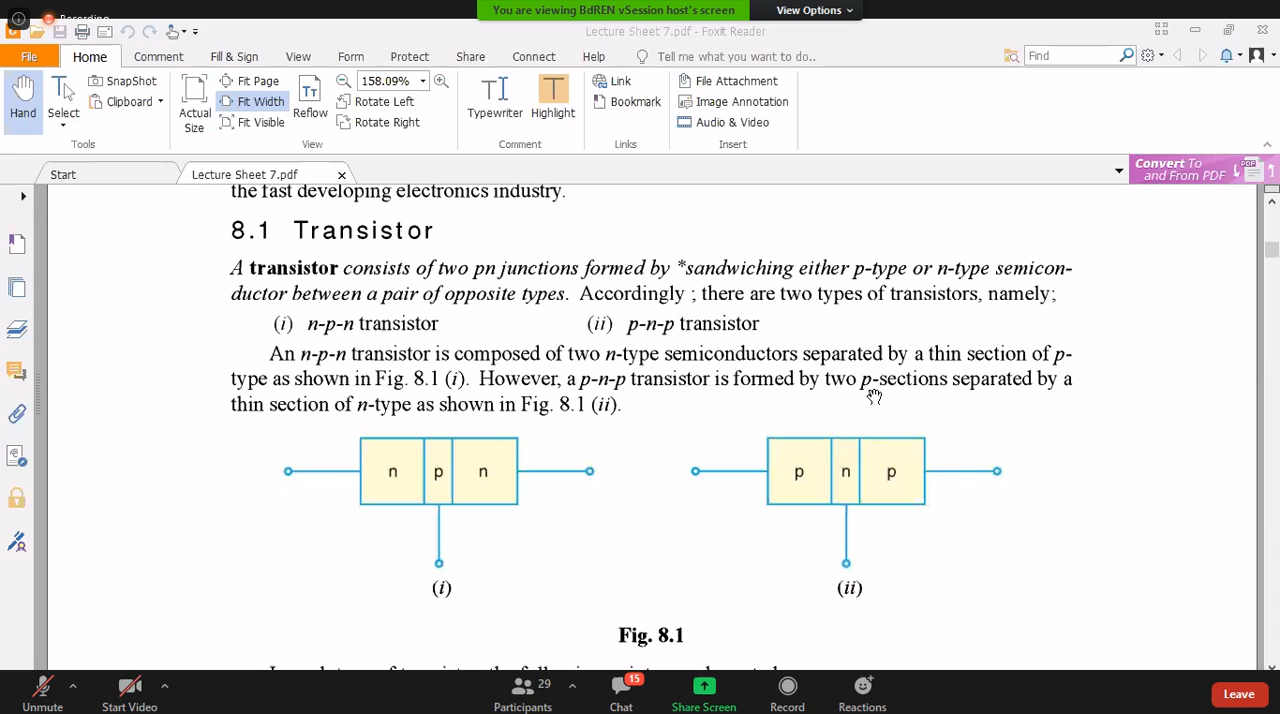 Recording
You are viewing BdREN vSession host's screen
View Options
Lecture Sheet 7.pdf - Foxit Reader
File Home Comment Fill & Sign View Form Protect Share Connect Help Tell me what you want to do.. Find
Hand
Select
SnapShot
Clipboard
Tools
Actual Size
Fit Page
Fit Width
Fit Visible
Reflow
158.09%
Rotate Left
Rotate Right
View
Typewriter
Highlight
Comment
Link
Bookmark
Links
File Attachment
Image Annotation
Audio & Video
Insert
Start
Lecture Sheet 7.pdf
Convert To
and From PDF
PDF
the fast developing electronics industry.
8.1 Transistor
A transistor consists of two pn junctions formed by *sandwiching either p-type or n-type semicon-
ductor between a pair of opposite types. Accordingly ; there are two types of transistors, namely;
(i) n-p-n transistor (ii) p-n-p transistor
An n-p-n transistor is composed of two n-type semiconductors separated by a thin section of p-
type as shown in Fig. 8.1 (i). However, a p-n-p transistor is formed by two p-sections separated by a
thin section of n-type as shown in Fig. 8.1 (ii).
n p n
p n p
(i)
(ii)
Fig. 8.1
Unmute
Start Video
29
Participants
15
Chat
Share Screen
Record
Reactions
Leave